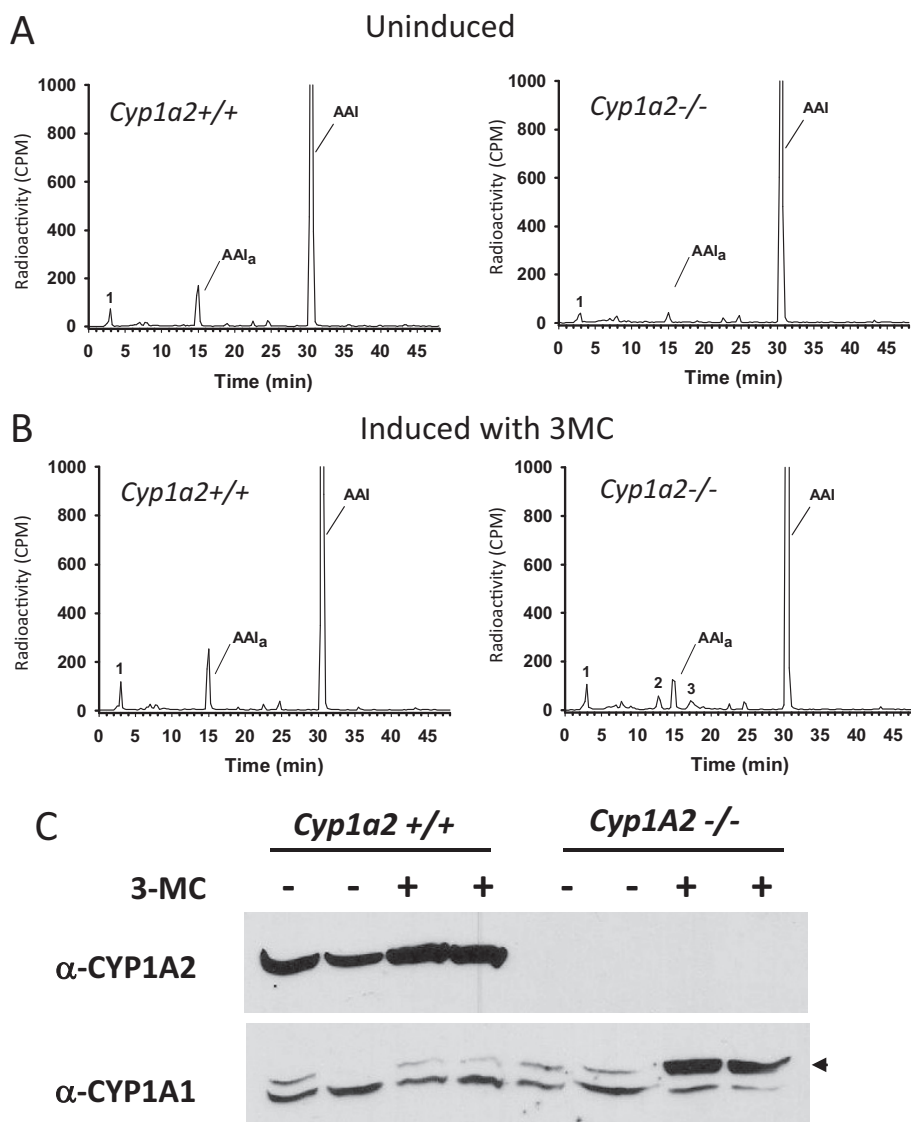 A
Uninduced
Cyp1a2+/+
Radioactivity (CPM)
1000
800
600
400
200
0
1
AAIa
AAI
0 5 10 15 20 25 30 35 40 45
Time (min)
Cyp1a2-/-
Radioactivity (CPM)
1000
800
600
400
200
0
1
AAIa
AAI
0 5 10 15 20 25 30 35 40 45
Time (min)
B
Induced with 3MC
Cyp1a2+/+
Radioactivity (CPM)
1000
800
600
400
200
0
1
AAIa
AAI
0 5 10 15 20 25 30 35 40 45
Time (min)
Cyp1a2-/-
Radioactivity (CPM)
1000
800
600
400
200
0
1
2
AAIa
3
AAI
0 5 10 15 20 25 30 35 40 45
Time (min)
C
Cyp1a2 +/+ Cyp1A2 -/-
3-MC - - + + - - + +
α-CYP1A2
α-CYP1A1